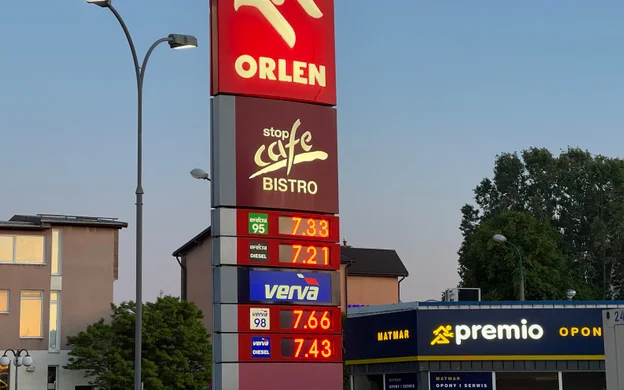 ORLEN
stop
cafe
BISTRO
efecta
95
7.33
efecta
DIESEL
7.21
verva
verva
98
7.66
verva
DIESEL
7.43
MATMAR
premio
OPON
MATMAR
OPONY I SERWIS
24